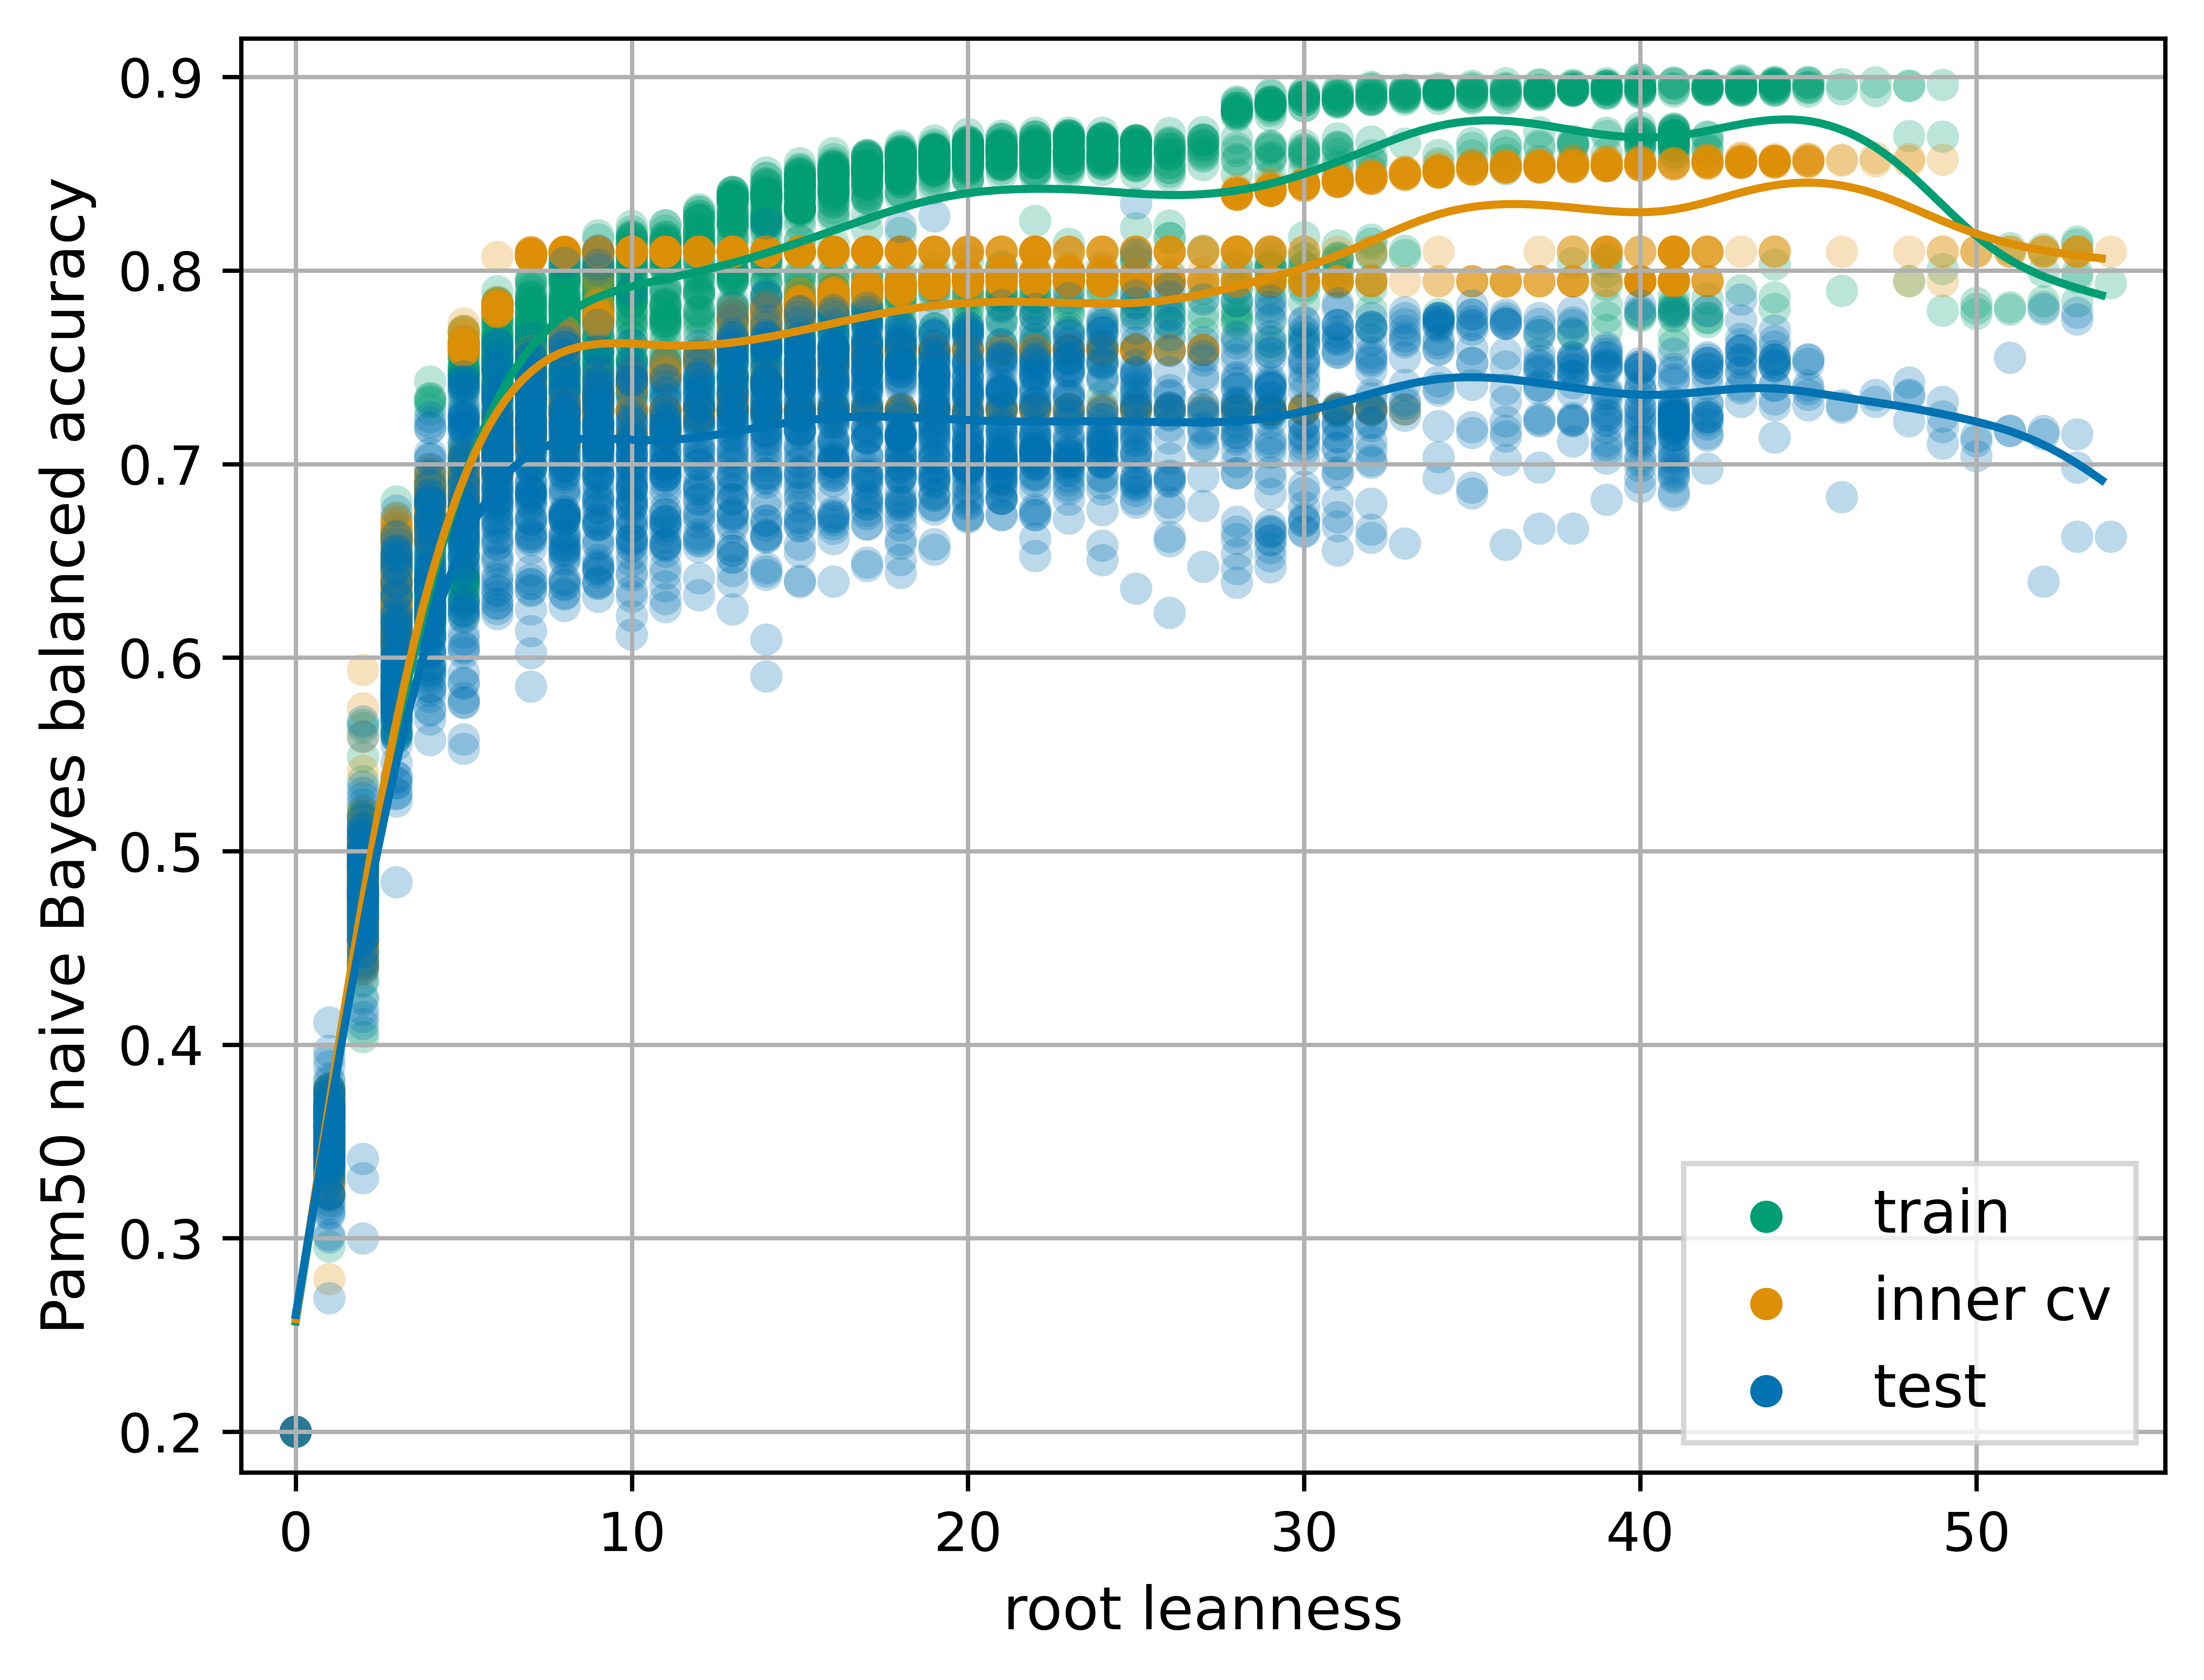 0.9
0.8
0.7
0.6
0.5
0.4
0.3
0.2
Pam50 naive Bayes balanced accuracy
train
inner cv
test
0 10 20 30 40 50
root leanness